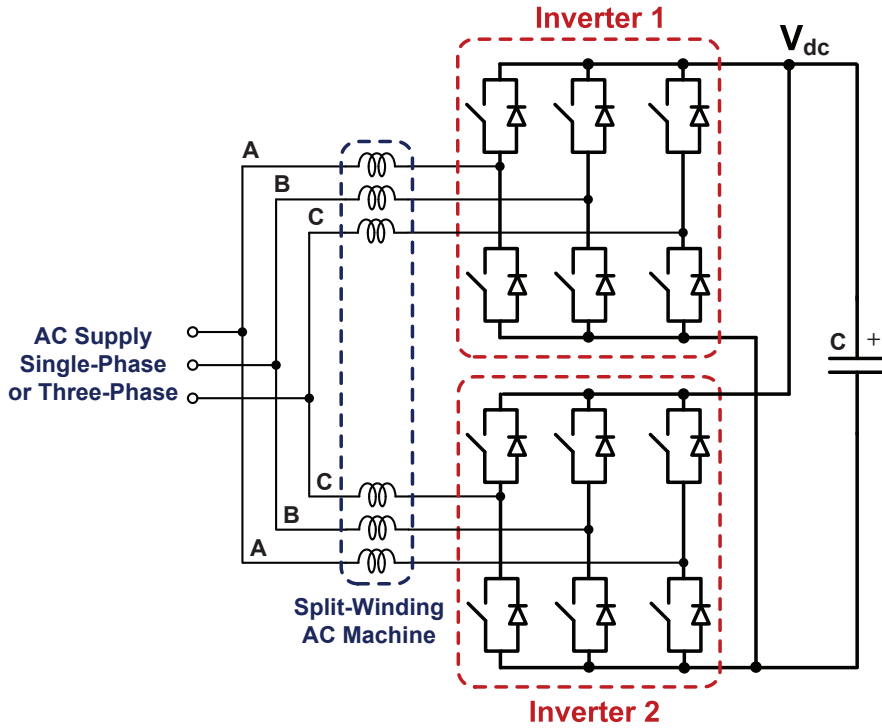 Inverter 1
Vdc
A
B
C
AC Supply
Single-Phase
or Three-Phase
C +
C
B
A
Split-Winding
AC Machine
Inverter 2